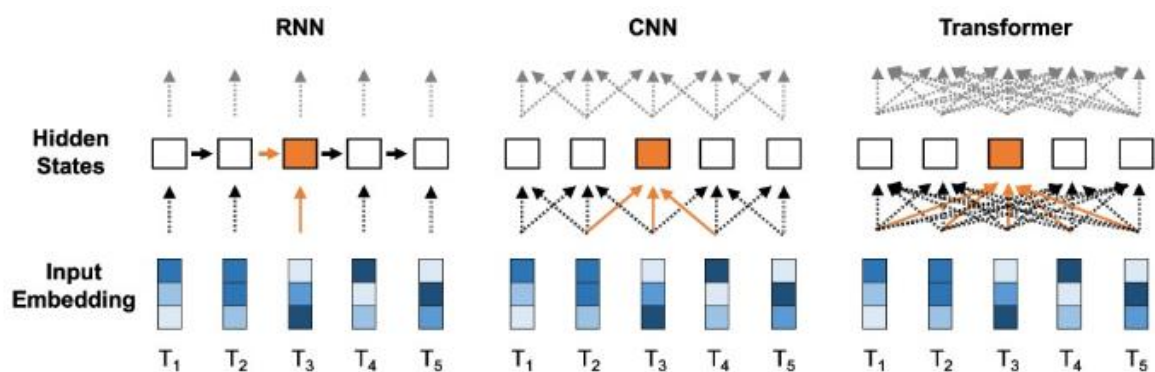 RNN CNN Transformer
Hidden
States
Input
Embedding
T₁ T₂ T₃ T₄ T₅ T₁ T₂ T₃ T₄ T₅ T₁ T₂ T₃ T₄ T₅